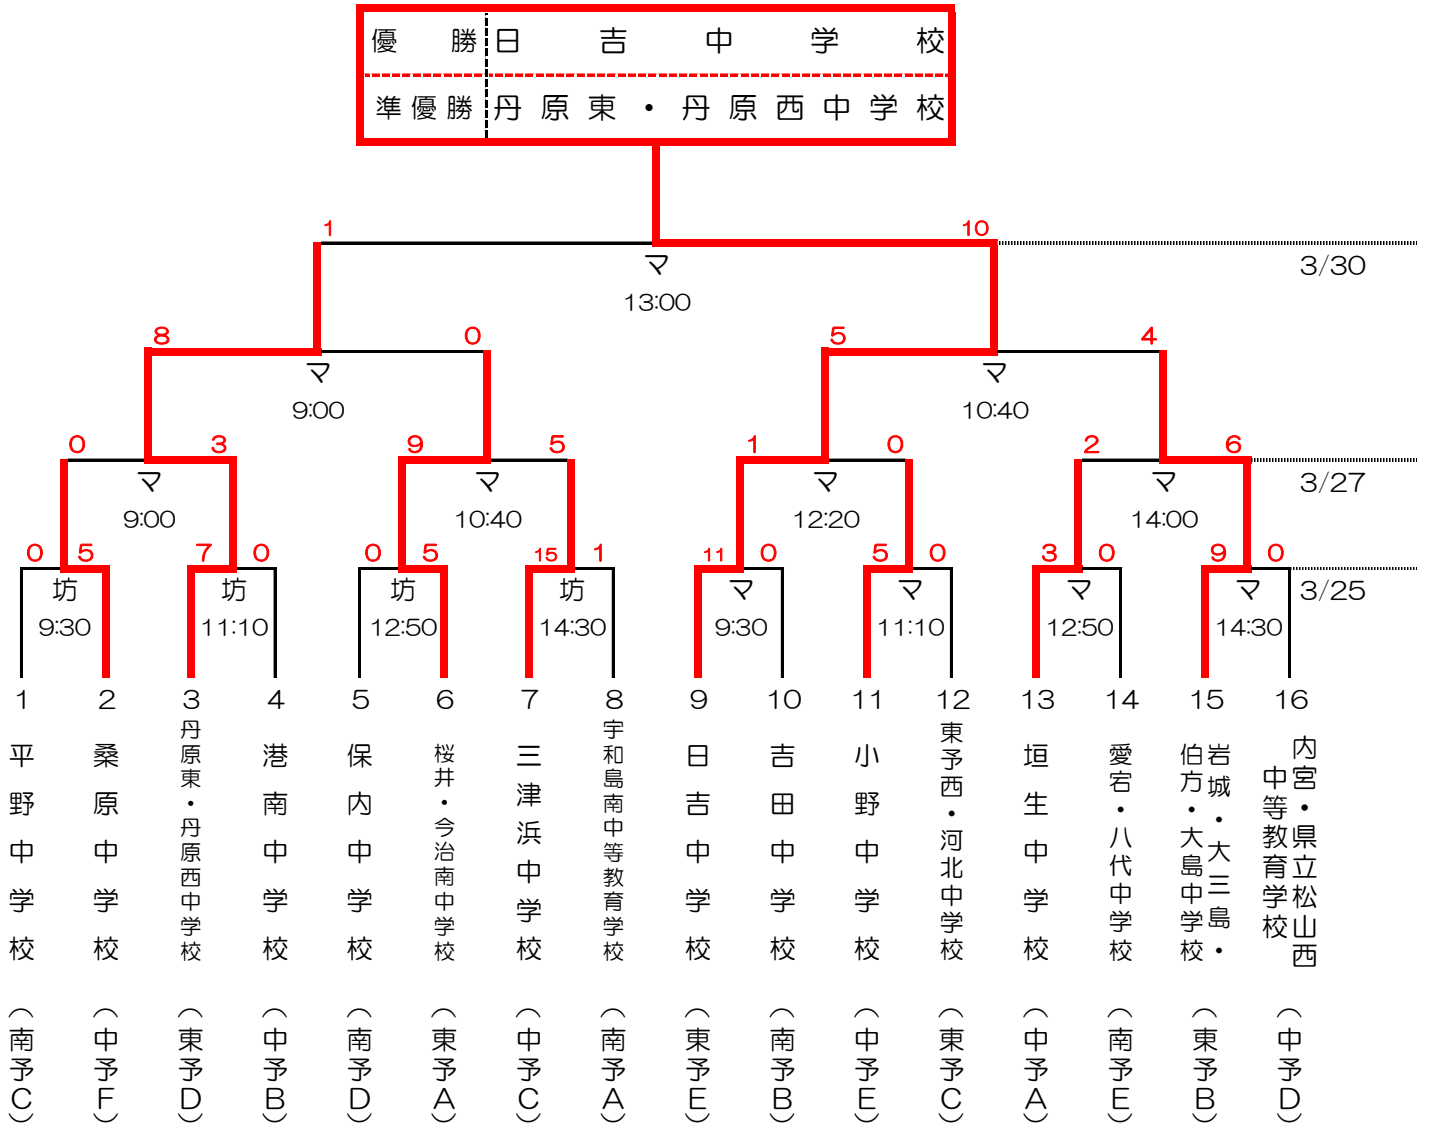 優勝 日吉中学校
準優勝 丹原東・丹原西中学校
1 10
マ 3/30
13:00
8 0 5 4
マ マ
9:00 10:40
0 3 9 5 1 0 2 6
マ マ マ マ 3/27
9:00 10:40 12:20 14:00
0 5 7 0 0 5 15 1 11 0 5 0 3 0 9 0
坊 坊 坊 坊 マ マ マ マ 3/25
9:30 11:10 12:50 14:30 9:30 11:10 12:50 14:30
1 2 3 4 5 6 7 8 9 10 11 12 13 14 15 16
平野中学校
(南予C)
桑原中学校
(中予F)
丹原東・丹原西中学校
(東予D)
港南中学校
(中予B)
保内中学校
(南予D)
桜井・今治南中学校
(東予A)
三津浜中学校
(中予C)
宇和島南中等教育学校
(南予A)
日吉中学校
(東予E)
吉田中学校
(南予B)
小野中学校
(中予E)
東予西・河北中学校
(東予C)
垣生中学校
(中予A)
愛宕・八代中学校
(南予E)
岩城・大三島・
伯方・大島中学校
(東予B)
内宮・県立松山西
中等教育学校
(中予D)